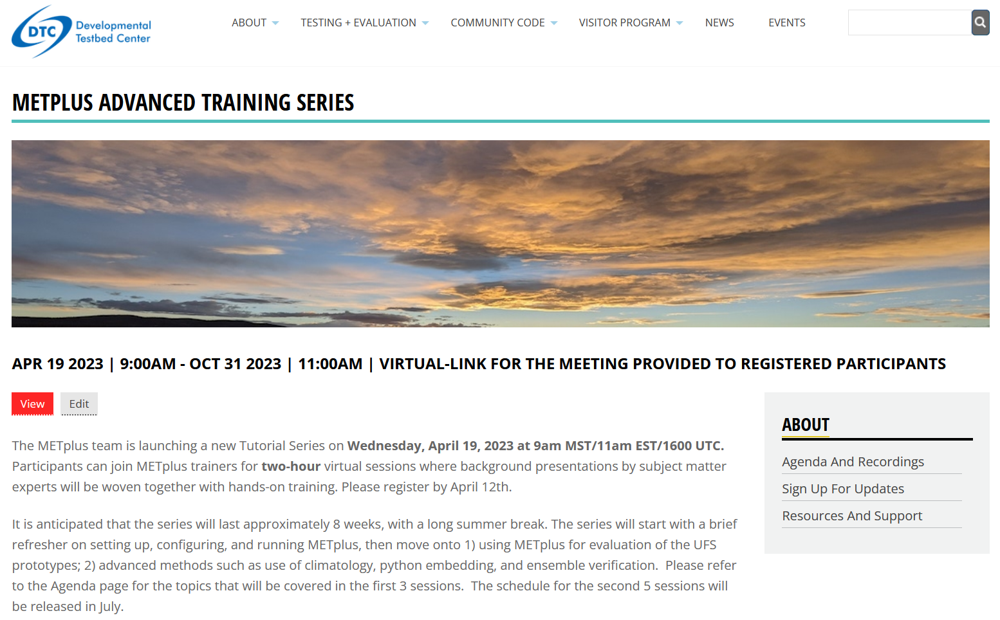 DTC Developmental
Testbed Center
ABOUT TESTING + EVALUATION COMMUNITY CODE VISITOR PROGRAM NEWS EVENTS
METPLUS ADVANCED TRAINING SERIES
APR 19 2023 | 9:00AM - OCT 31 2023 | 11:00AM | VIRTUAL-LINK FOR THE MEETING PROVIDED TO REGISTERED PARTICIPANTS
View Edit
The METplus team is launching a new Tutorial Series on Wednesday, April 19, 2023 at 9am MST/11am EST/1600 UTC.
Participants can join METplus trainers for two-hour virtual sessions where background presentations by subject matter
experts will be woven together with hands-on training. Please register by April 12th.
It is anticipated that the series will last approximately 8 weeks, with a long summer break. The series will start with a brief
refresher on setting up, configuring, and running METplus, then move onto 1) using METplus for evaluation of the UFS
prototypes; 2) advanced methods such as use of climatology, python embedding, and ensemble verification.  Please refer
to the Agenda page for the topics that will be covered in the first 3 sessions.  The schedule for the second 5 sessions will
be released in July.
ABOUT
Agenda And Recordings
Sign Up For Updates
Resources And Support